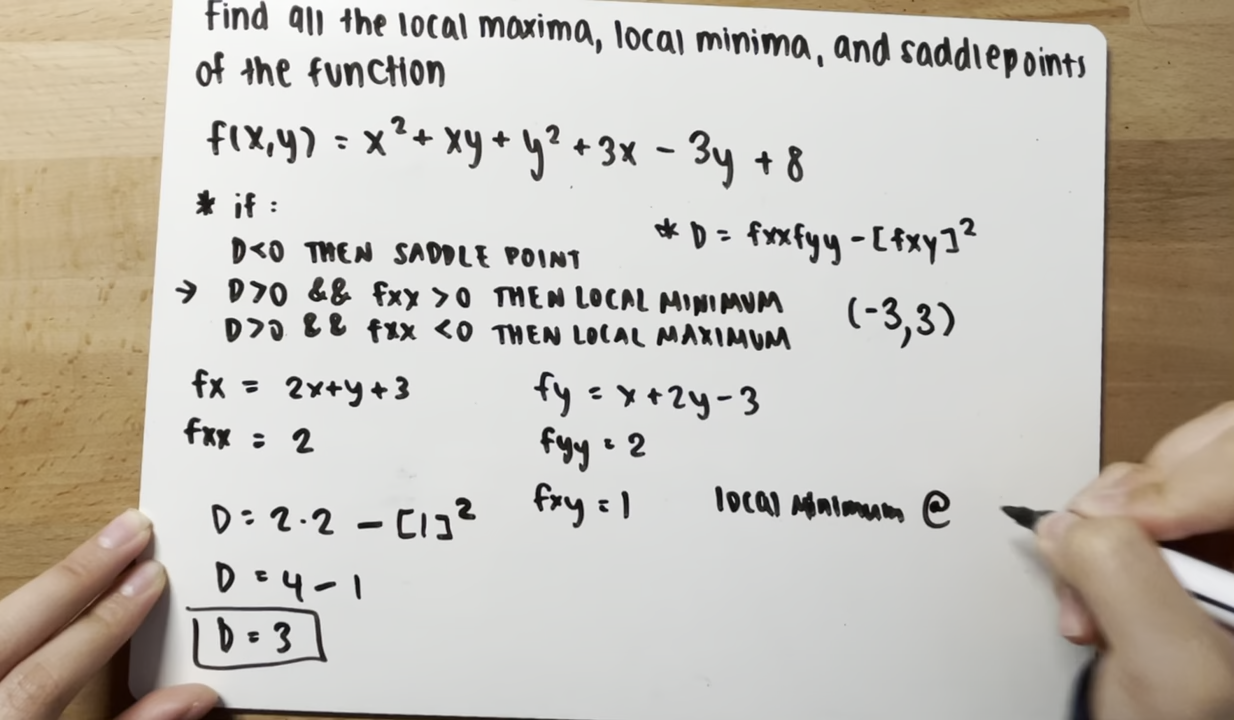 Find all the local maxima, local minima, and saddlepoints
of the function
f(x,y) = x² + xy + y² + 3x - 3y + 8
* if :
* D = fxxfyy - [fxy]²
D<0 THEN SADDLE POINT
→ D>0 && fxx >0 THEN LOCAL MINIMUM
(-3,3)
D>0 && fxx <0 THEN LOCAL MAXIMUM
fx = 2x+y+3
fy = x+2y-3
fxx = 2
fyy = 2
fxy = 1
local minimum @
D = 2·2 - [1]²
D = 4 - 1
D = 3